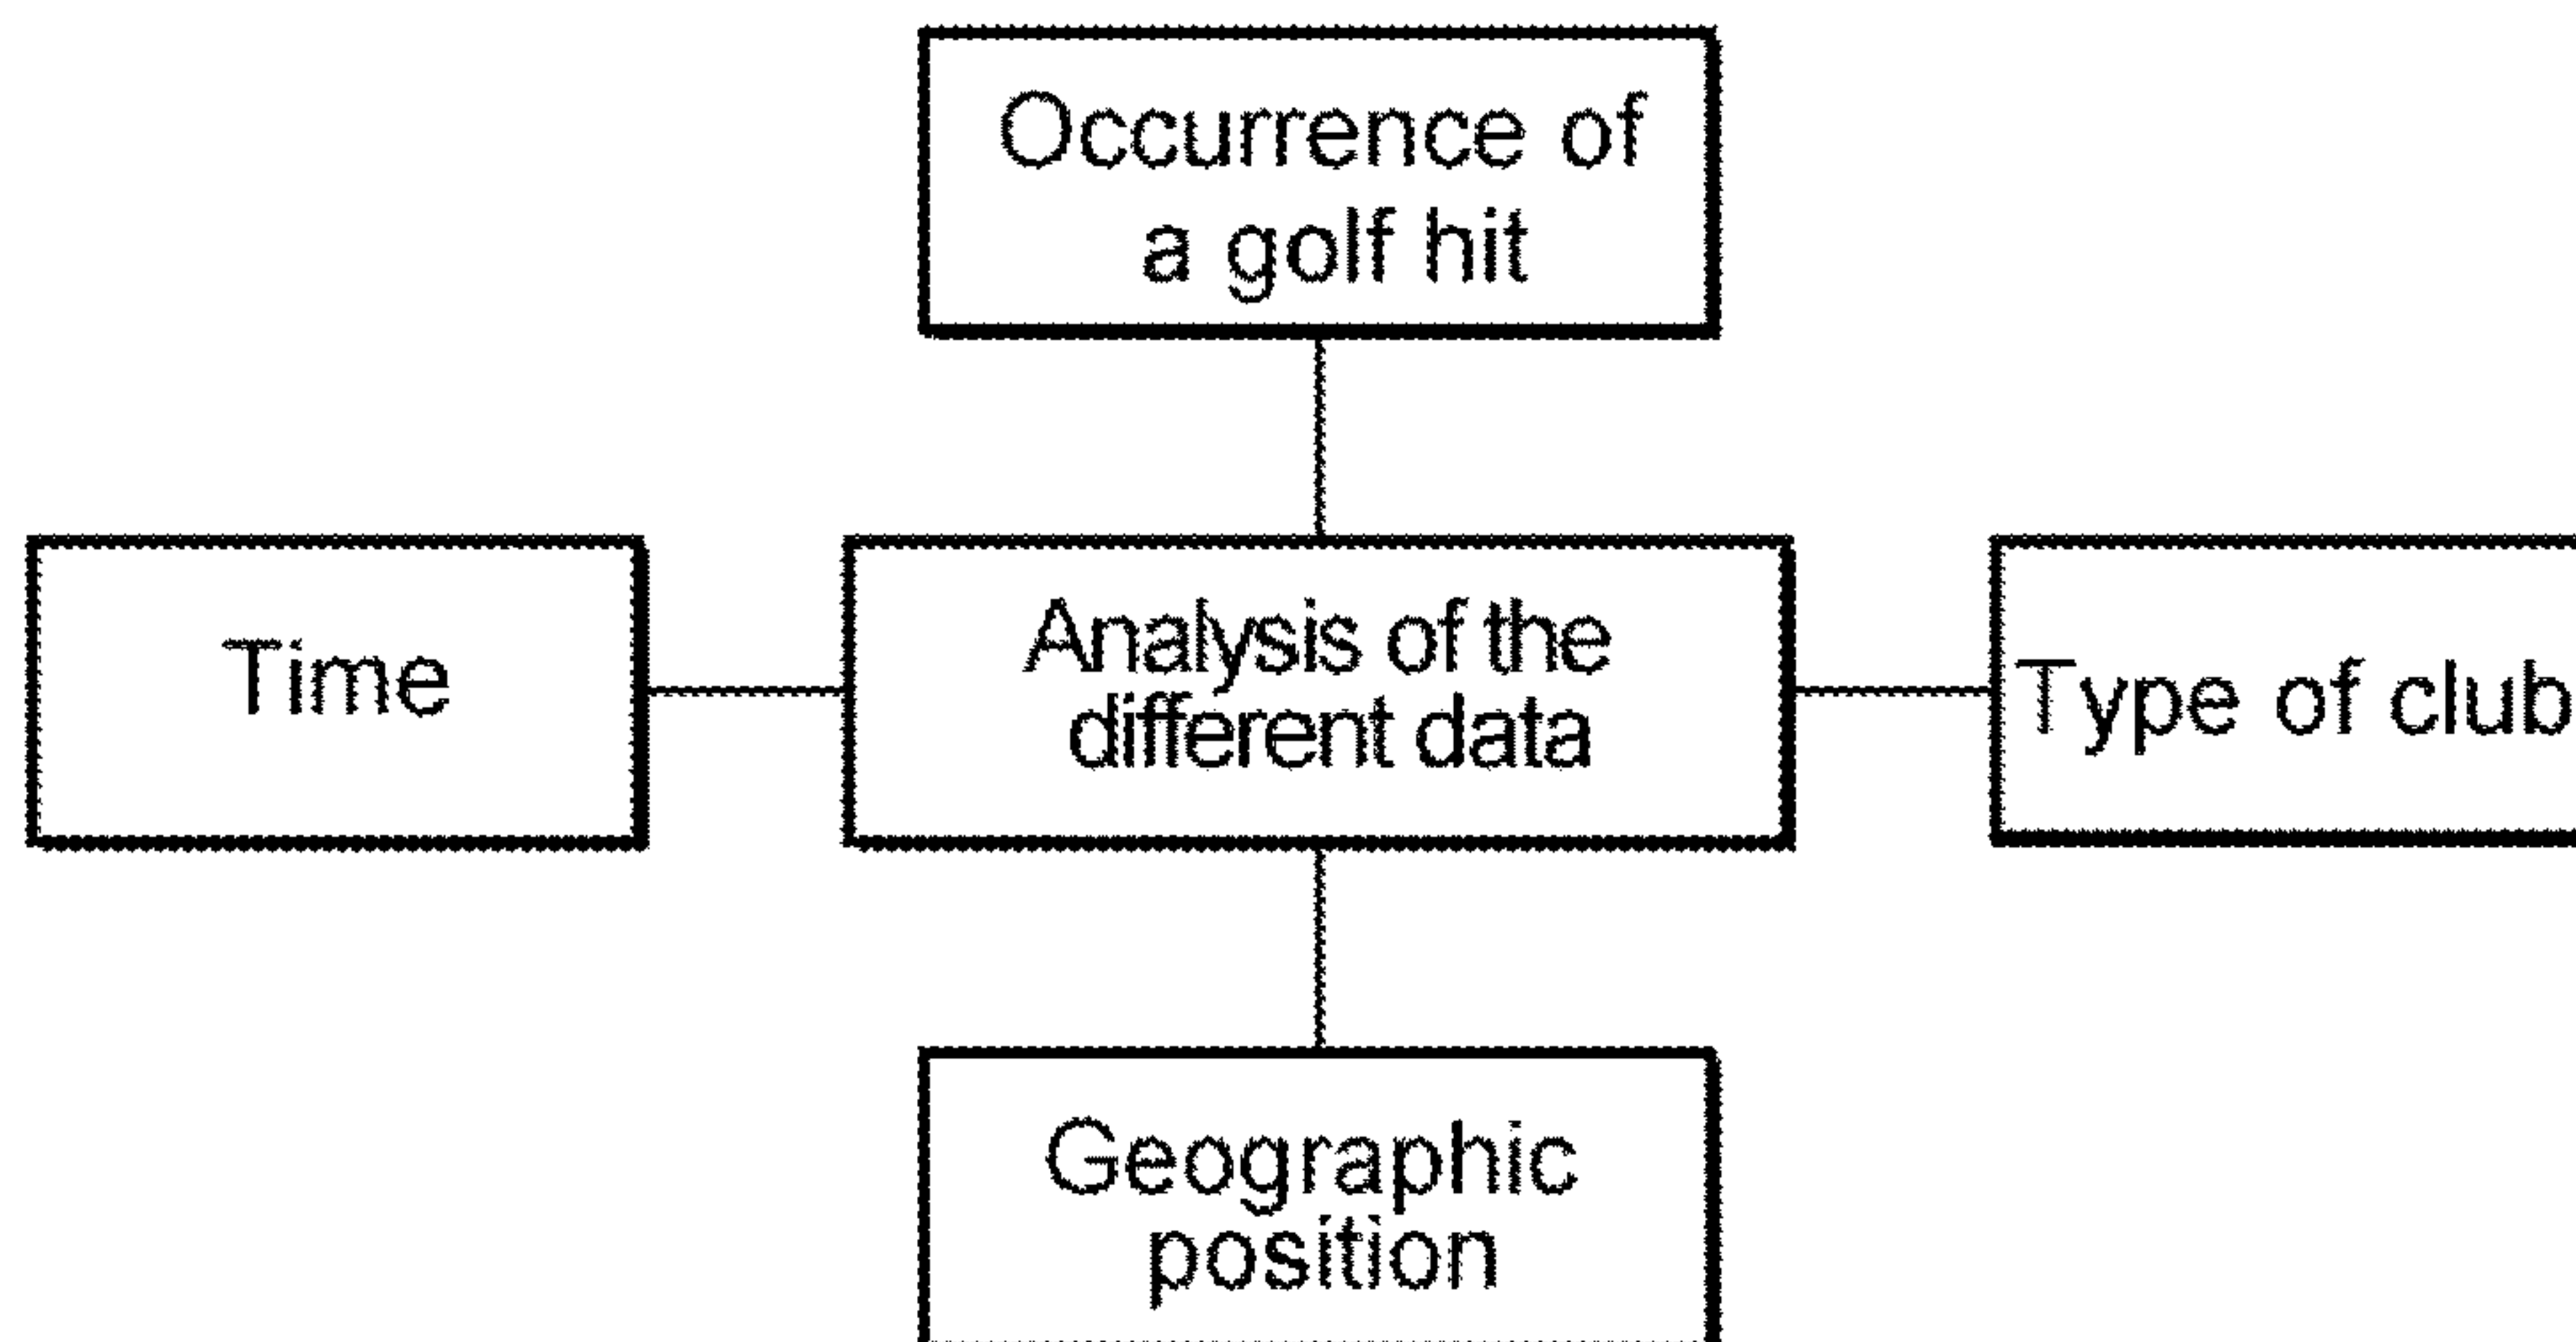 Occurrence of
a golf hit
Time
Analysis of the
different data
Type of club
Geographic
position